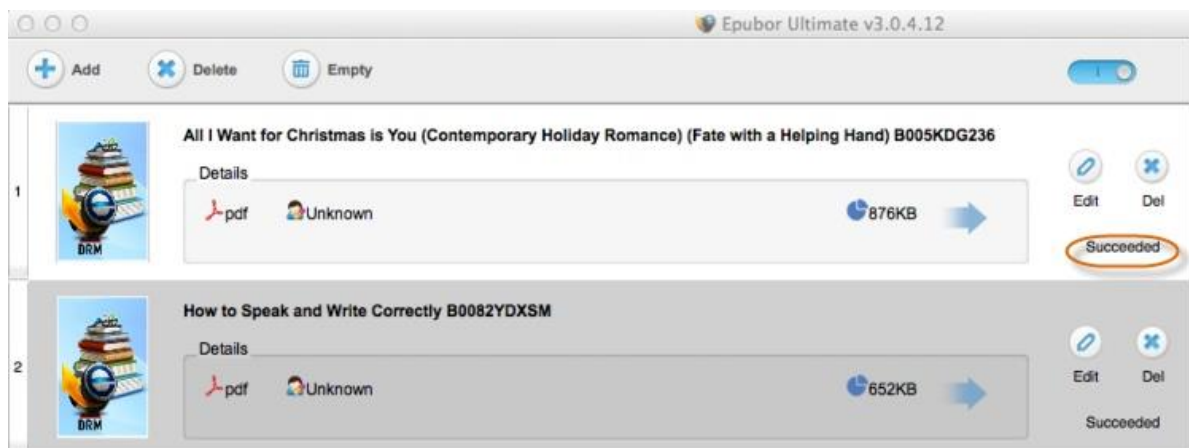 Epubor Ultimate v3.0.4.12
Add Delete Empty
1
All I Want for Christmas is You (Contemporary Holiday Romance) (Fate with a Helping Hand) B005KDG236
Details
pdf Unknown 876KB
Edit Del
DRM
Succeeded
2
How to Speak and Write Correctly B0082YDXSM
Details
pdf Unknown 652KB
Edit Del
DRM
Succeeded